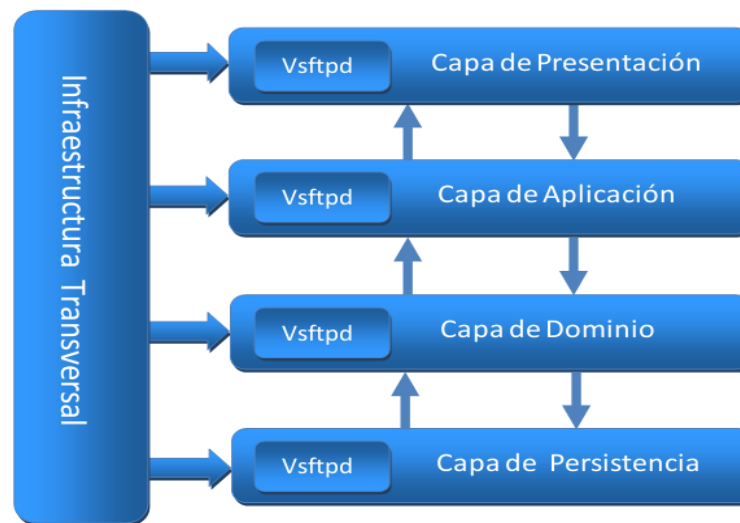 Infraestructura Transversal
Vsftpd Capa de Presentación
Vsftpd Capa de Aplicación
Vsftpd Capa de Dominio
Vsftpd Capa de Persistencia